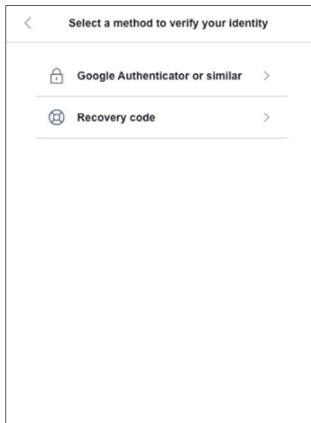 Select a method to verify your identity
Google Authenticator or similar
Recovery code